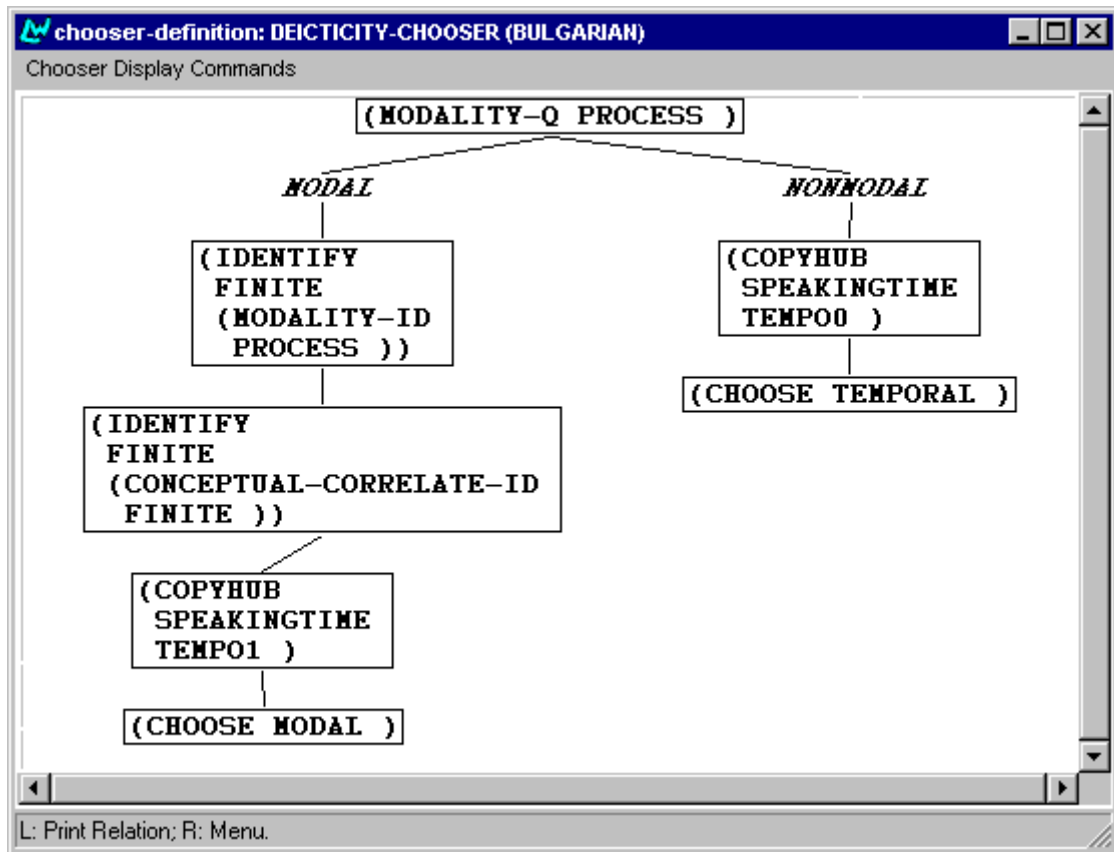 chooser-definition: DEICTICITY-CHOOSER (BULGARIAN)
Chooser Display Commands
(MODALITY-Q PROCESS )
MODAL
NONMODAL
(IDENTIFY
FINITE
(MODALITY-ID
PROCESS ))
(COPYHUB
SPEAKINGTIME
TEMPO0 )
(CHOOSE TEMPORAL )
(IDENTIFY
FINITE
(CONCEPTUAL-CORRELATE-ID
FINITE ))
(COPYHUB
SPEAKINGTIME
TEMPO1 )
(CHOOSE MODAL )
L: Print Relation; R: Menu.